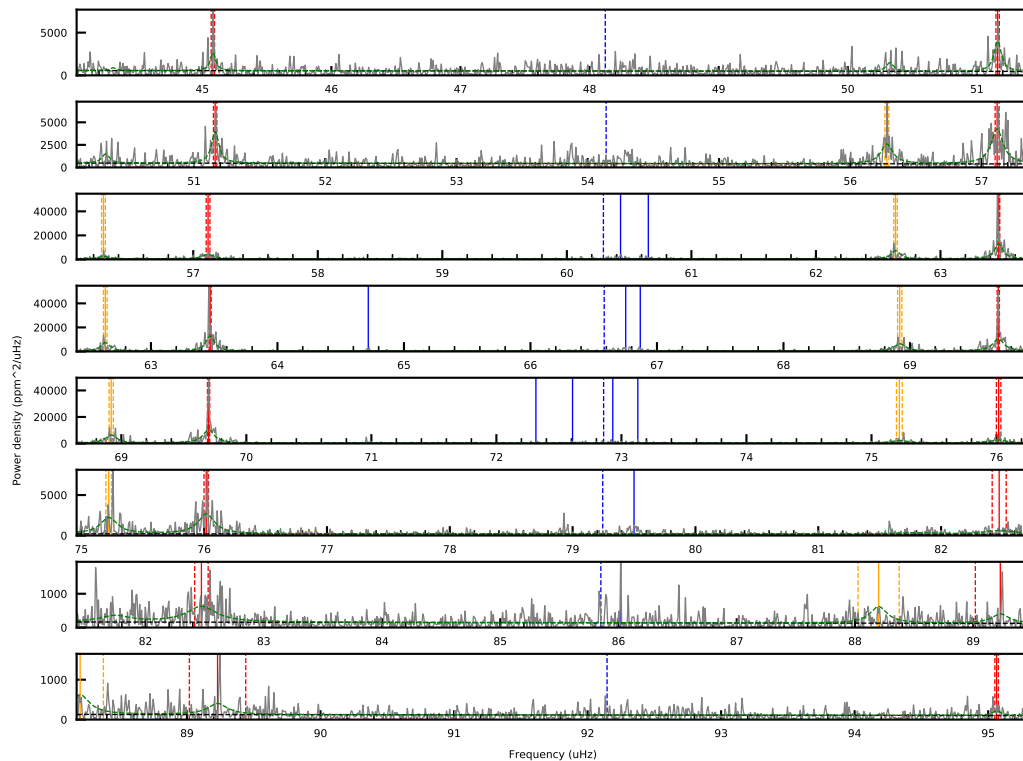 5000
0
45 46 47 48 49 50 51
5000
2500
0
51 52 53 54 55 56 57
40000
20000
0
57 58 59 60 61 62 63
40000
20000
0
63 64 65 66 67 68 69
40000
20000
0
69 70 71 72 73 74 75 76
5000
0
75 76 77 78 79 80 81 82
1000
0
82 83 84 85 86 87 88 89
1000
0
89 90 91 92 93 94 95
Power density (ppm^2/uHz)
Frequency (uHz)